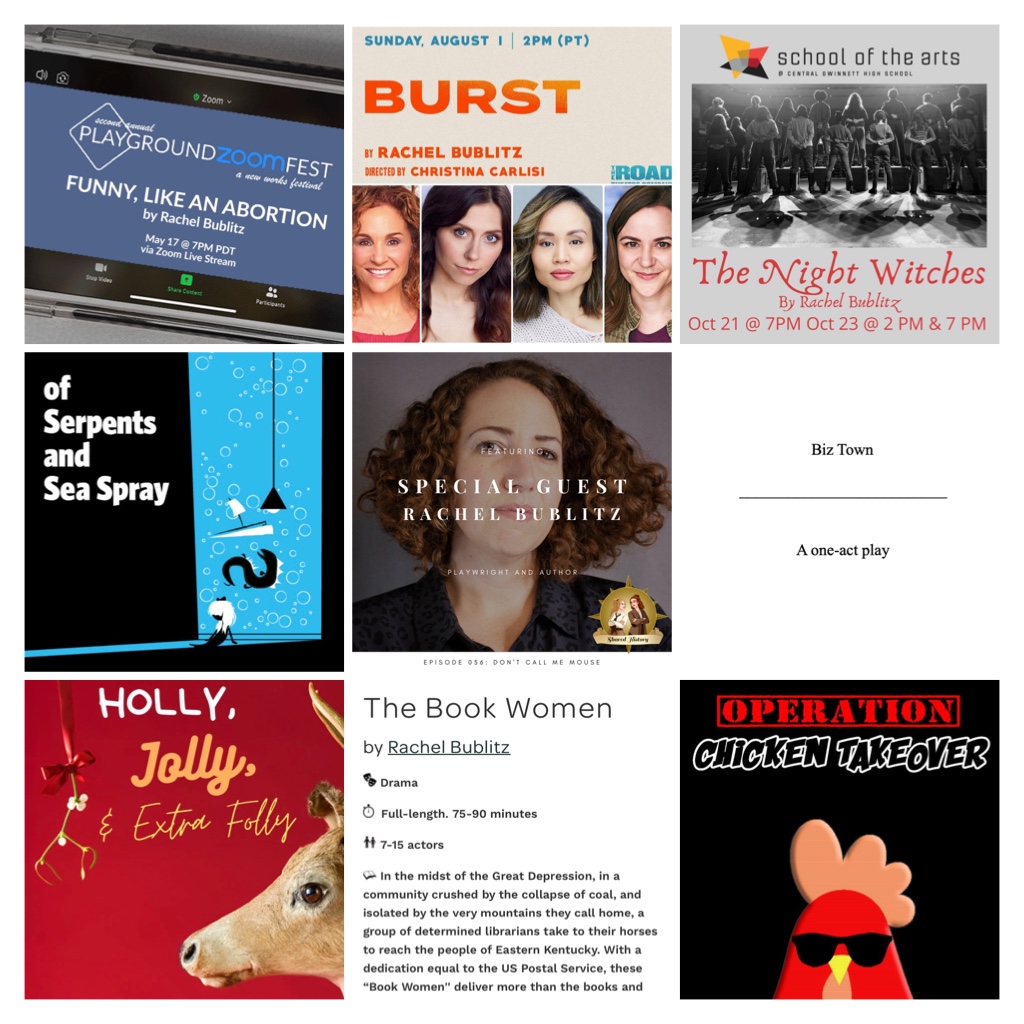 Zoom
second annual
PLAYGROUNDZOOMFEST
a new works festival
FUNNY, LIKE AN ABORTION
by Rachel Bublitz
May 17 @ 7PM PDT
via Zoom Live Stream
Stop Video
Share Content
Participants
SUNDAY, AUGUST 1 | 2PM (PT)
BURST
BY RACHEL BUBLITZ
DIRECTED BY CHRISTINA CARLISI
THE ROAD
school of the arts
@ CENTRAL GWINNETT HIGH SCHOOL
The Night Witches
By Rachel Bublitz
Oct 21 @ 7PM Oct 23 @ 2 PM & 7 PM
of
Serpents
and
Sea Spray
FEATURING
SPECIAL GUEST
RACHEL BUBLITZ
PLAYWRIGHT AND AUTHOR
Shared History
EPISODE 056: DON'T CALL ME MOUSE
Biz Town
A one-act play
HOLLY,
Jolly,
& Extra Folly
The Book Women
by Rachel Bublitz
Drama
Full-length. 75-90 minutes
7-15 actors
In the midst of the Great Depression, in a
community crushed by the collapse of coal, and
isolated by the very mountains they call home, a
group of determined librarians take to their horses
to reach the people of Eastern Kentucky. With a
dedication equal to the US Postal Service, these
“Book Women" deliver more than the books and
OPERATION
CHICKEN TAKEOVER